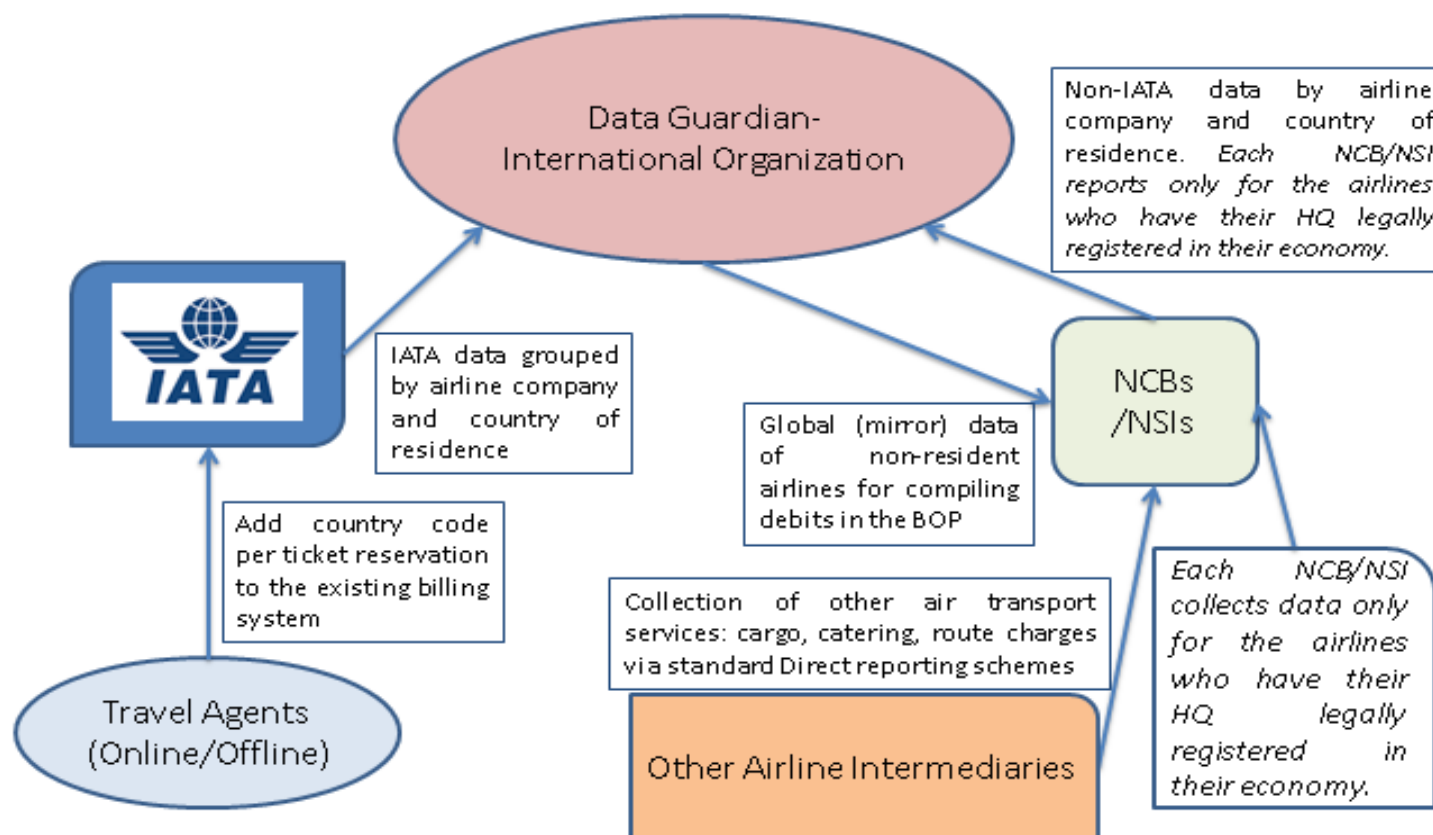 Data Guardian-
International Organization
Non-IATA data by airline
company and country of
residence. Each NCB/NSI
reports only for the airlines
who have their HQ legally
registered in their economy.
IATA
IATA data grouped
by airline company
and country of
residence
NCBs
/NSIs
Global (mirror) data
of non-resident
airlines for compiling
debits in the BOP
Add country code
per ticket reservation
to the existing billing
system
Each NCB/NSI
collects data only
for the airlines
who have their
HQ legally
registered in
their economy.
Collection of other air transport
services: cargo, catering, route charges
via standard Direct reporting schemes
Travel Agents
(Online/Offline)
Other Airline Intermediaries